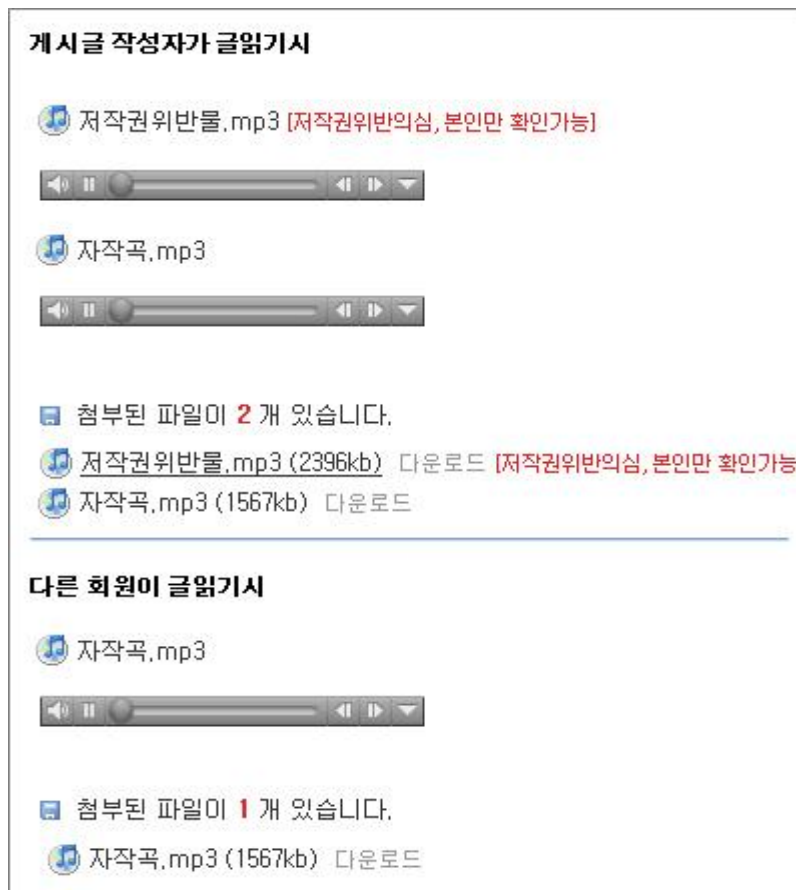 게시글 작성자가 글읽기시
저작권위반물.mp3 [저작권위반의심, 본인만 확인가능]
자작곡.mp3
첨부된 파일이 2 개 있습니다.
저작권위반물.mp3 (2396kb) 다운로드 [저작권위반의심, 본인만 확인가능
자작곡.mp3 (1567kb) 다운로드
다른 회원이 글읽기시
자작곡.mp3
첨부된 파일이 1 개 있습니다.
자작곡.mp3 (1567kb) 다운로드